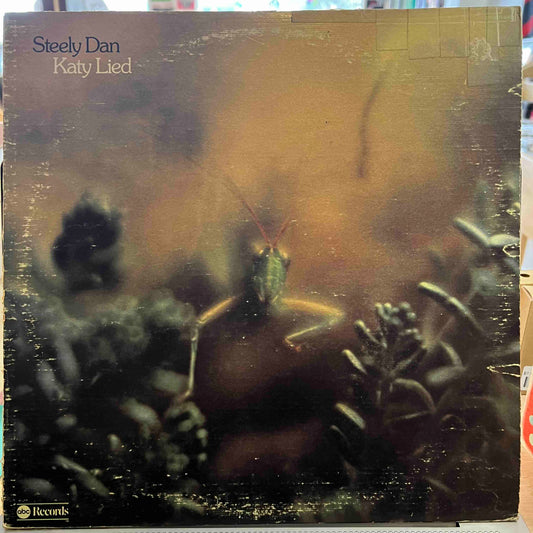 Steely Dan
Katy Lied
abc Records